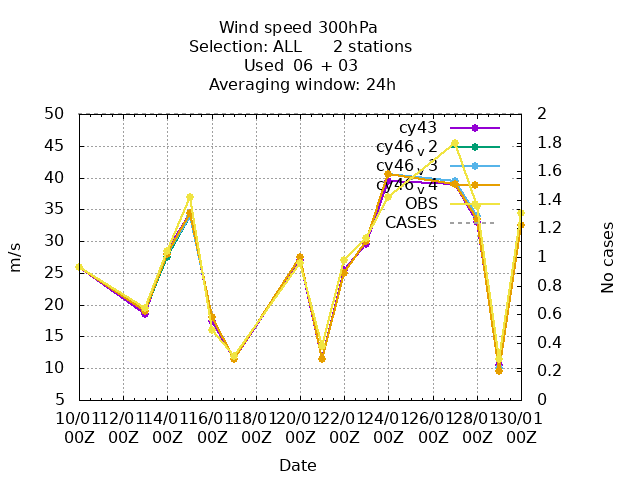 Wind speed 300hPa
Selection: ALL 2 stations
Used 06 + 03
Averaging window: 24h
50
45
40
35
30
25
20
15
10
5
m/s
2
1.8
1.6
1.4
1.2
1
0.8
0.6
0.4
0.2
0
No cases
cy43
cy46_v2
cy46_v3
cy46_v4
OBS
CASES
10/01 12/01 14/01 16/01 18/01 20/01 22/01 24/01 26/01 28/01 30/01
00Z 00Z 00Z 00Z 00Z 00Z 00Z 00Z 00Z 00Z 00Z
Date